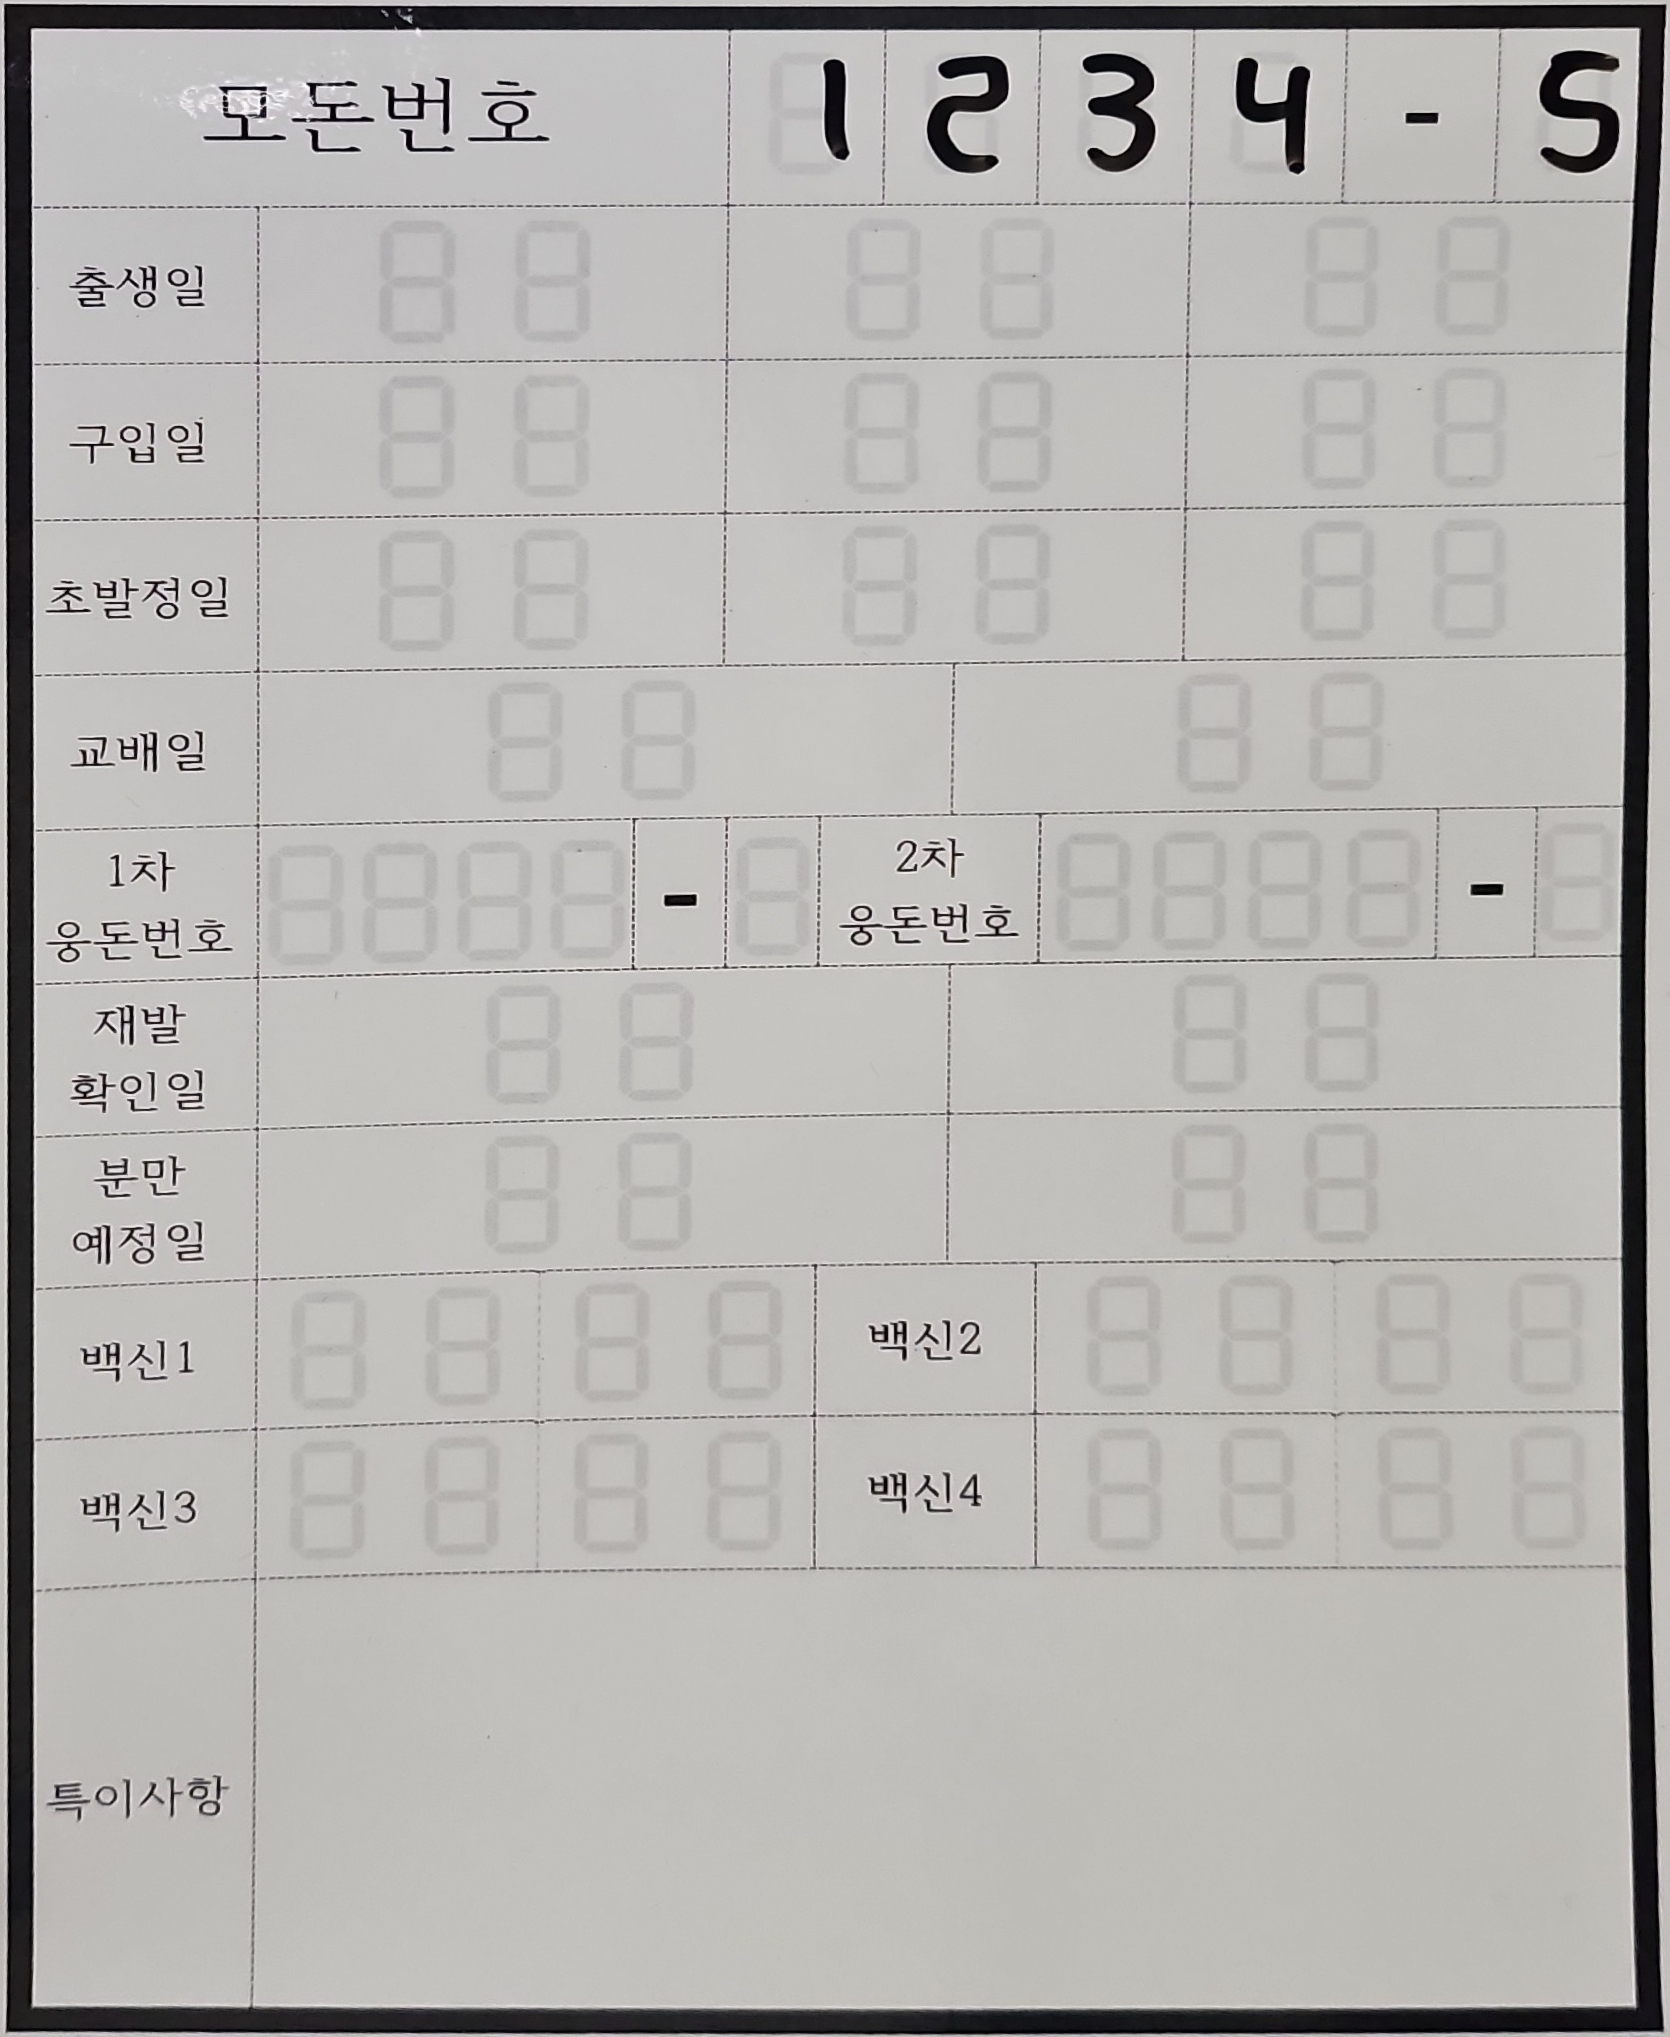 모돈번호 1 2 3 4 - 5
출생일
구입일
초발정일
교배일
1차
웅돈번호 -
2차
웅돈번호 -
재발
확인일
분만
예정일
백신1
백신2
백신3
백신4
특이사항